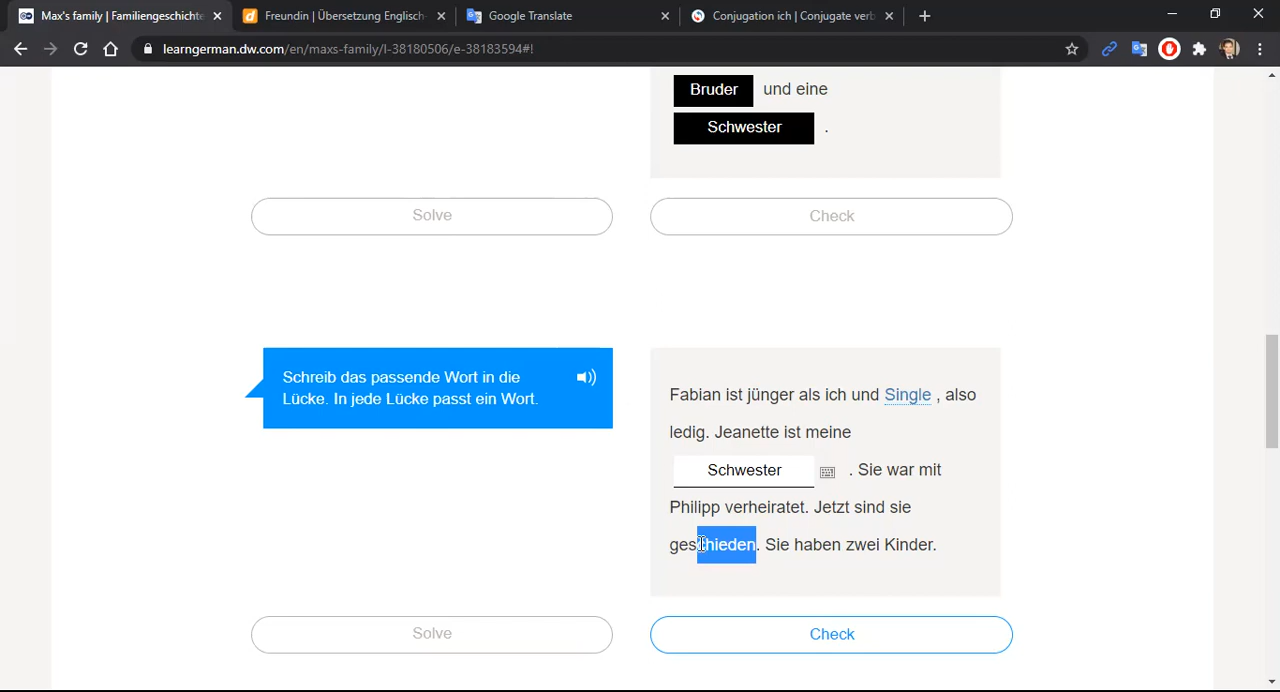 Max's family | Familiengeschichte
Freundin | Übersetzung Englisch-
Google Translate
Conjugation ich | Conjugate verb
learngerman.dw.com/en/maxs-family/l-38180506/e-38183594#!
Bruder und eine
Schwester .
Solve
Check
Schreib das passende Wort in die
Lücke. In jede Lücke passt ein Wort.
Fabian ist jünger als ich und Single , also
ledig. Jeanette ist meine
Schwester . Sie war mit
Philipp verheiratet. Jetzt sind sie
geschieden. Sie haben zwei Kinder.
Solve
Check